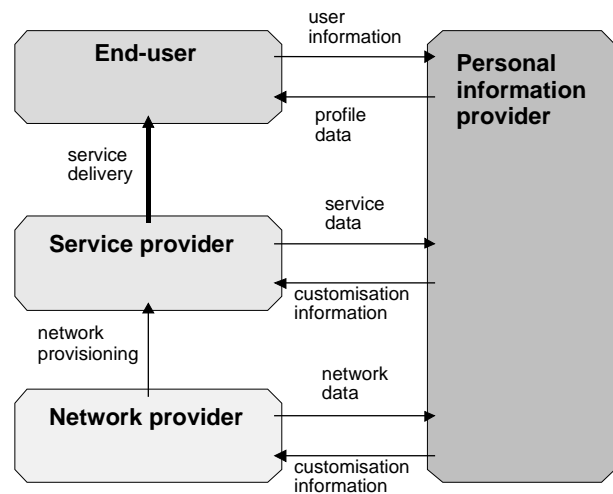 user
information
End-user
Personal
information
provider
profile
data
service
delivery
service
data
Service provider
customisation
information
network
provisioning
network
data
Network provider
customisation
information